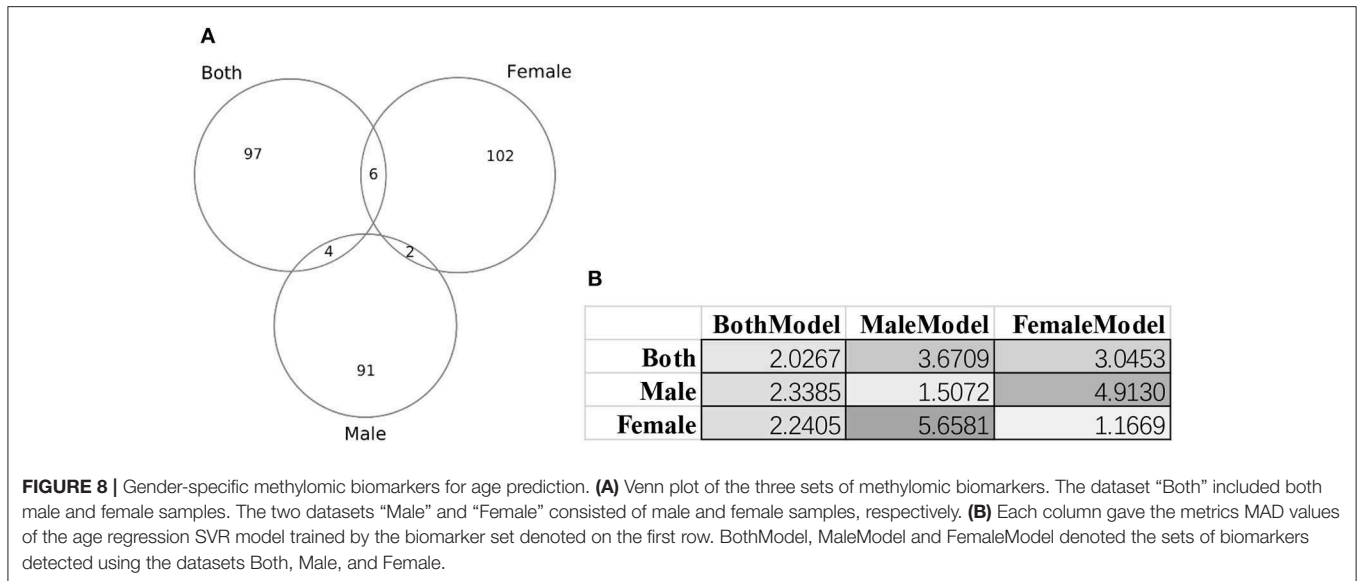 A
Both
Female
97
6
102
4
2
91
Male
B
BothModel MaleModel FemaleModel
Both 2.0267 3.6709 3.0453
Male 2.3385 1.5072 4.9130
Female 2.2405 5.6581 1.1669
FIGURE 8 | Gender-specific methylomic biomarkers for age prediction. (A) Venn plot of the three sets of methylomic biomarkers. The dataset “Both” included both
male and female samples. The two datasets “Male” and “Female” consisted of male and female samples, respectively. (B) Each column gave the metrics MAD values
of the age regression SVR model trained by the biomarker set denoted on the first row. BothModel, MaleModel and FemaleModel denoted the sets of biomarkers
detected using the datasets Both, Male, and Female.